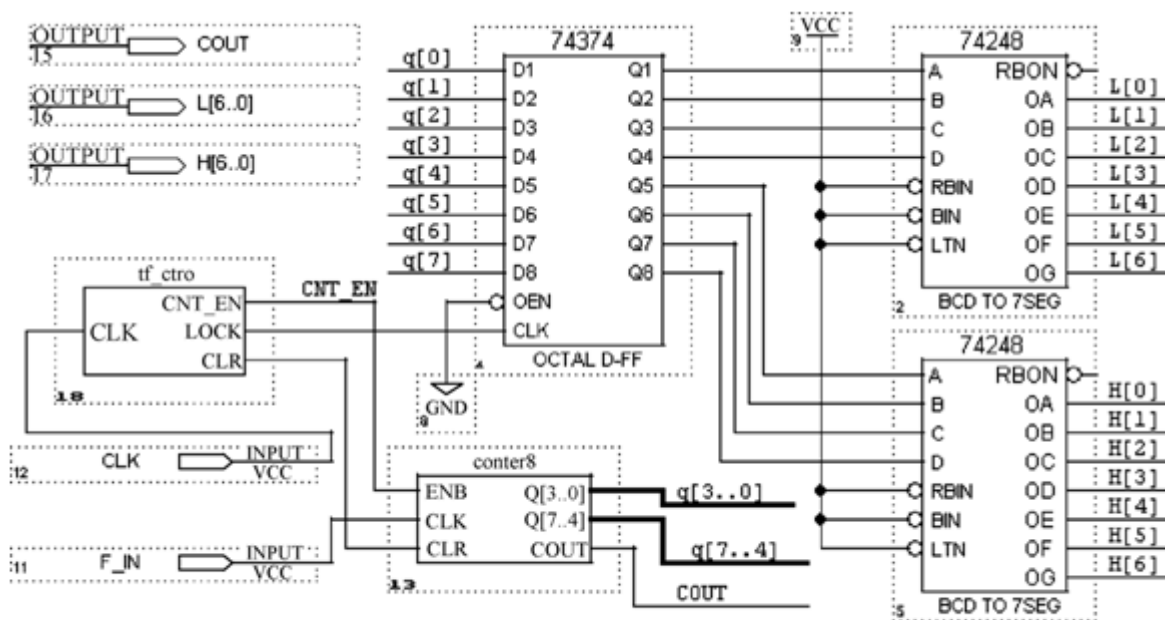 OUTPUT
15
COUT
OUTPUT
16
L[6..0]
OUTPUT
17
H[6..0]
74374
q[0]
q[1]
q[2]
q[3]
q[4]
q[5]
q[6]
q[7]
D1
D2
D3
D4
D5
D6
D7
D8
OEN
CLK
Q1
Q2
Q3
Q4
Q5
Q6
Q7
Q8
4
OCTAL D-FF
VCC
9
74248
A
B
C
D
RBIN
BIN
LTN
RBON
OA
OB
OC
OD
OE
OF
OG
L[0]
L[1]
L[2]
L[3]
L[4]
L[5]
L[6]
2
BCD TO 7SEG
tf_ctro
CLK
CNT_EN
LOCK
CLR
18
CNT_EN
GND
8
12
CLK
INPUT
VCC
11
F_IN
INPUT
VCC
conter8
ENB
CLK
CLR
Q[3..0]
Q[7..4]
COUT
13
q[3..0]
q[7..4]
COUT
74248
A
B
C
D
RBIN
BIN
LTN
RBON
OA
OB
OC
OD
OE
OF
OG
H[0]
H[1]
H[2]
H[3]
H[4]
H[5]
H[6]
5
BCD TO 7SEG